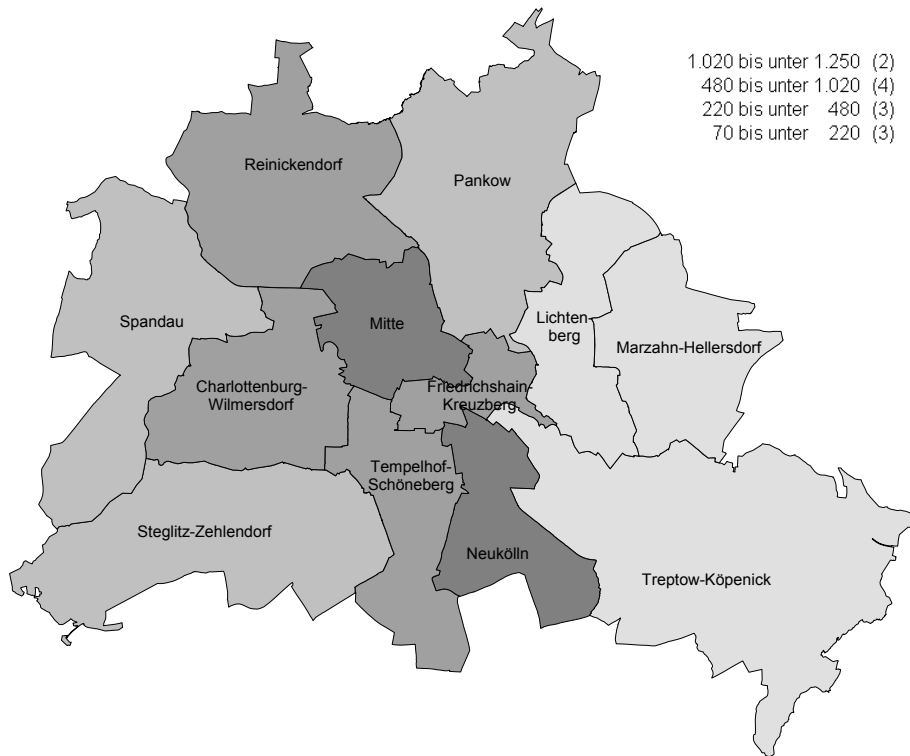 1.020 bis unter 1.250 (2)
480 bis unter 1.020 (4)
220 bis unter 480 (3)
70 bis unter 220 (3)
Reinickendorf
Pankow
Spandau
Mitte
Lichten-
berg
Marzahn-Hellersdorf
Charlottenburg-
Wilmersdorf
Friedrichshain-
Kreuzberg
Tempelhof-
Schöneberg
Steglitz-Zehlendorf
Neukölln
Treptow-Köpenick